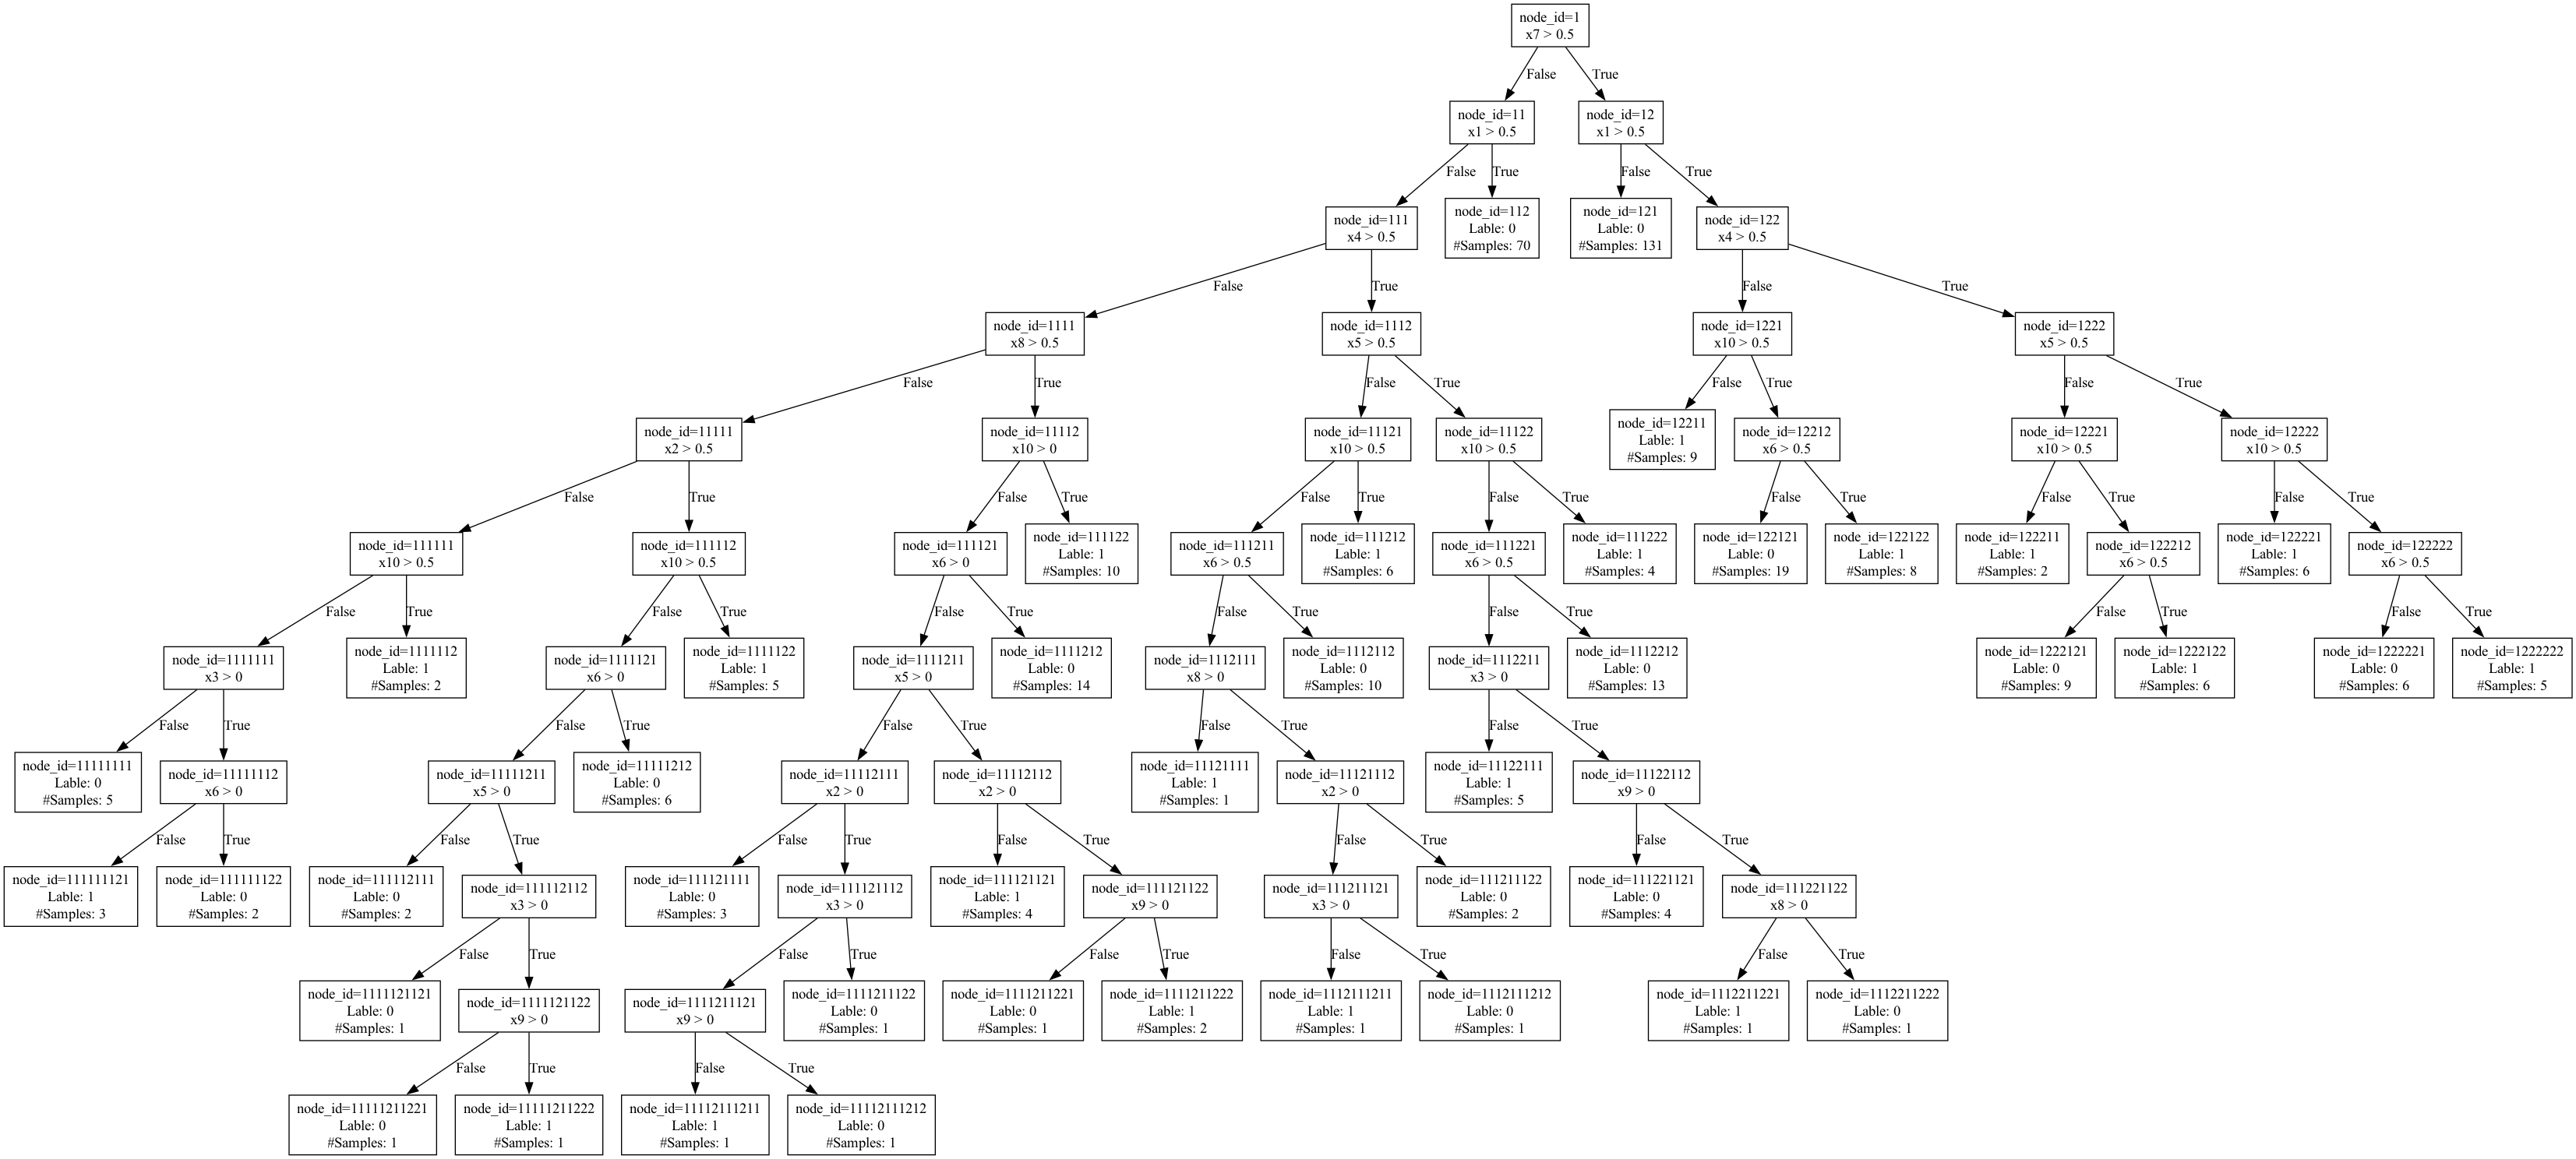 node_id=1
x7 > 0.5
False
True
node_id=11
x1 > 0.5
node_id=12
x1 > 0.5
False
True
False
True
node_id=111
x4 > 0.5
node_id=112
Lable: 0
#Samples: 70
node_id=121
Lable: 0
#Samples: 131
node_id=122
x4 > 0.5
False
True
False
True
node_id=1111
x8 > 0.5
node_id=1112
x5 > 0.5
node_id=1221
x10 > 0.5
node_id=1222
x5 > 0.5
False
True
False
True
False
True
False
True
node_id=11111
x2 > 0.5
node_id=11112
x10 > 0
node_id=11121
x10 > 0.5
node_id=11122
x10 > 0.5
node_id=12211
Lable: 1
#Samples: 9
node_id=12212
x6 > 0.5
node_id=12221
x10 > 0.5
node_id=12222
x10 > 0.5
False
True
False
True
False
True
False
True
False
True
False
True
False
True
node_id=111111
x10 > 0.5
node_id=111112
x10 > 0.5
node_id=111121
x6 > 0
node_id=111122
Lable: 1
#Samples: 10
node_id=111211
x6 > 0.5
node_id=111212
Lable: 1
#Samples: 6
node_id=111221
x6 > 0.5
node_id=111222
Lable: 1
#Samples: 4
node_id=122121
Lable: 0
#Samples: 19
node_id=122122
Lable: 1
#Samples: 8
node_id=122211
Lable: 1
#Samples: 2
node_id=122212
x6 > 0.5
node_id=122221
Lable: 1
#Samples: 6
node_id=122222
x6 > 0.5
False
True
False
True
False
True
False
True
False
True
False
True
False
True
node_id=1111111
x3 > 0
node_id=1111112
Lable: 1
#Samples: 2
node_id=1111121
x6 > 0
node_id=1111122
Lable: 1
#Samples: 5
node_id=1111211
x5 > 0
node_id=1111212
Lable: 0
#Samples: 14
node_id=1112111
x8 > 0
node_id=1112112
Lable: 0
#Samples: 10
node_id=1112211
x3 > 0
node_id=1112212
Lable: 0
#Samples: 13
node_id=1222121
Lable: 0
#Samples: 9
node_id=1222122
Lable: 1
#Samples: 6
node_id=1222221
Lable: 0
#Samples: 6
node_id=1222222
Lable: 1
#Samples: 5
False
True
False
True
False
True
False
True
False
True
node_id=11111111
Lable: 0
#Samples: 5
node_id=11111112
x6 > 0
node_id=11111211
x5 > 0
node_id=11111212
Lable: 0
#Samples: 6
node_id=11112111
x2 > 0
node_id=11112112
x2 > 0
node_id=11121111
Lable: 1
#Samples: 1
node_id=11121112
x2 > 0
node_id=11122111
Lable: 1
#Samples: 5
node_id=11122112
x9 > 0
False
True
False
True
False
True
False
True
False
True
False
True
node_id=111111121
Lable: 1
#Samples: 3
node_id=111111122
Lable: 0
#Samples: 2
node_id=111112111
Lable: 0
#Samples: 2
node_id=111112112
x3 > 0
node_id=111121111
Lable: 0
#Samples: 3
node_id=111121112
x3 > 0
node_id=111121121
Lable: 1
#Samples: 4
node_id=111121122
x9 > 0
node_id=111211121
x3 > 0
node_id=111211122
Lable: 0
#Samples: 2
node_id=111221121
Lable: 0
#Samples: 4
node_id=111221122
x8 > 0
False
True
False
True
False
True
False
True
False
True
node_id=1111121121
Lable: 0
#Samples: 1
node_id=1111121122
x9 > 0
node_id=1111211121
x9 > 0
node_id=1111211122
Lable: 0
#Samples: 1
node_id=1111211221
Lable: 0
#Samples: 1
node_id=1111211222
Lable: 1
#Samples: 2
node_id=1112111211
Lable: 1
#Samples: 1
node_id=1112111212
Lable: 0
#Samples: 1
node_id=1112211221
Lable: 1
#Samples: 1
node_id=1112211222
Lable: 0
#Samples: 1
False
True
False
True
node_id=11111211221
Lable: 0
#Samples: 1
node_id=11111211222
Lable: 1
#Samples: 1
node_id=11112111211
Lable: 1
#Samples: 1
node_id=11112111212
Lable: 0
#Samples: 1